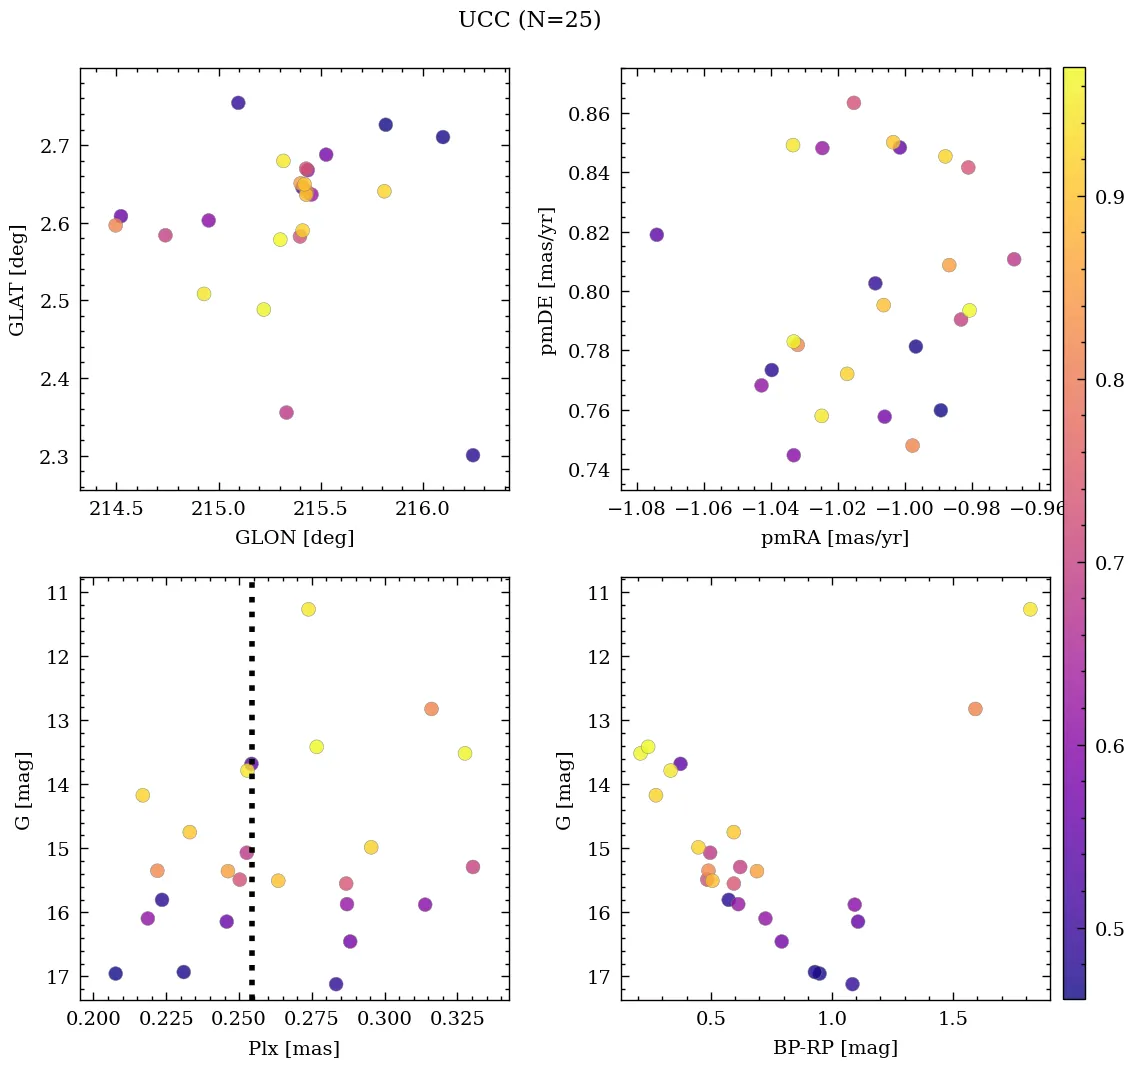 UCC (N=25)
2.7
2.6
2.5
2.4
2.3
GLAT [deg]
214.5 215.0 215.5 216.0
GLON [deg]
0.86
0.84
0.82
0.80
0.78
0.76
0.74
pmDE [mas/yr]
−1.08 −1.06 −1.04 −1.02 −1.00 −0.98 −0.96
pmRA [mas/yr]
11
12
13
14
15
16
17
G [mag]
0.200 0.225 0.250 0.275 0.300 0.325
Plx [mas]
11
12
13
14
15
16
17
G [mag]
0.5 1.0 1.5
BP-RP [mag]
0.9
0.8
0.7
0.6
0.5